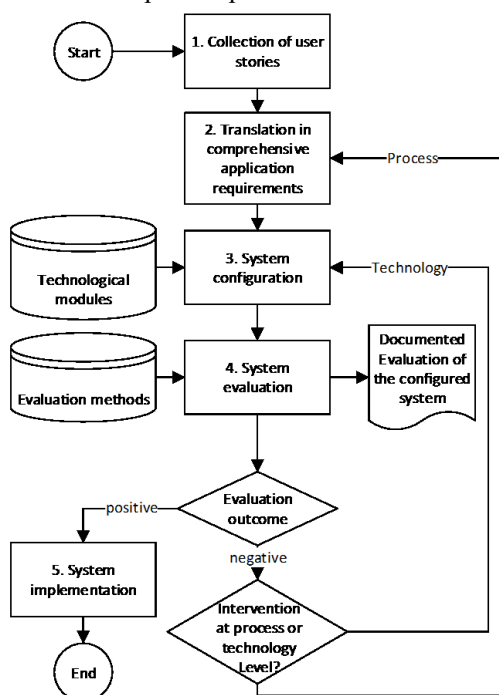 Start
1. Collection of user
stories
2. Translation in
comprehensive
application
requirements
Process
Technological
modules
3. System
configuration
Technology
Evaluation methods
4. System
evaluation
Documented
Evaluation of
the configured
system
Evaluation
outcome
positive
negative
5. System
implementation
Intervention
at process or
technology
Level?
End